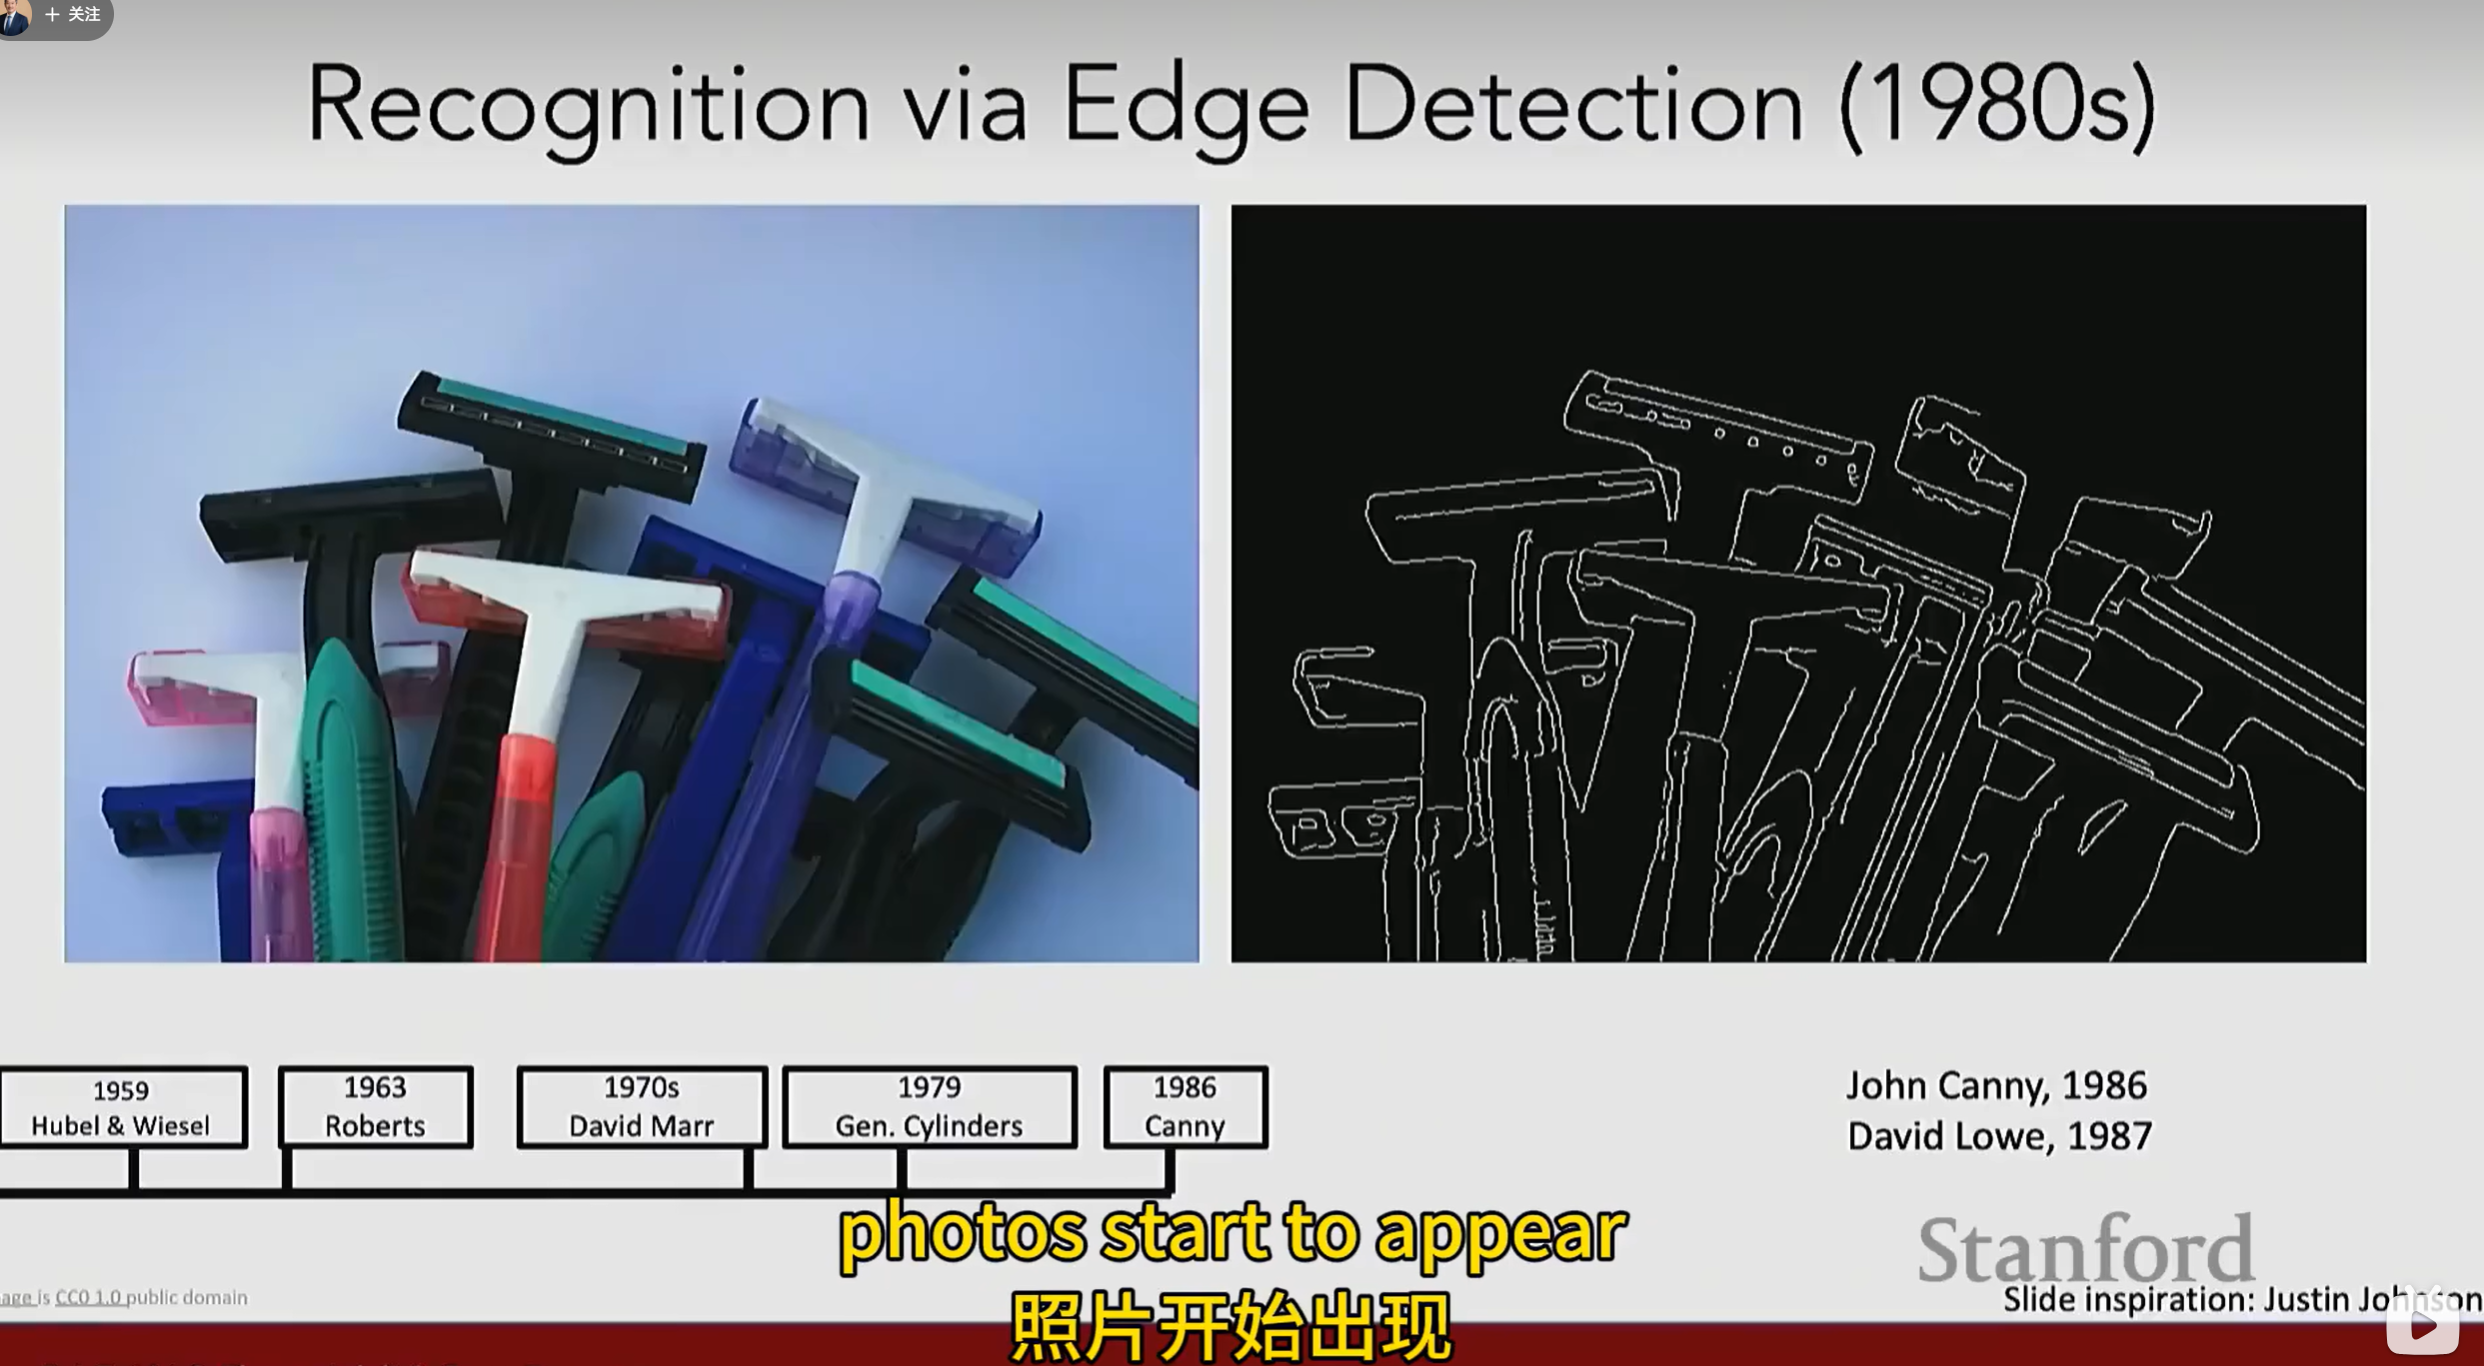 + 关注
Recognition via Edge Detection (1980s)
1959
Hubel & Wiesel
1963
Roberts
1970s
David Marr
1979
Gen. Cylinders
1986
Canny
John Canny, 1986
David Lowe, 1987
photos start to appear
照片开始出现
Stanford
age is CC0 1.0 public domain
Slide inspiration: Justin Johnson